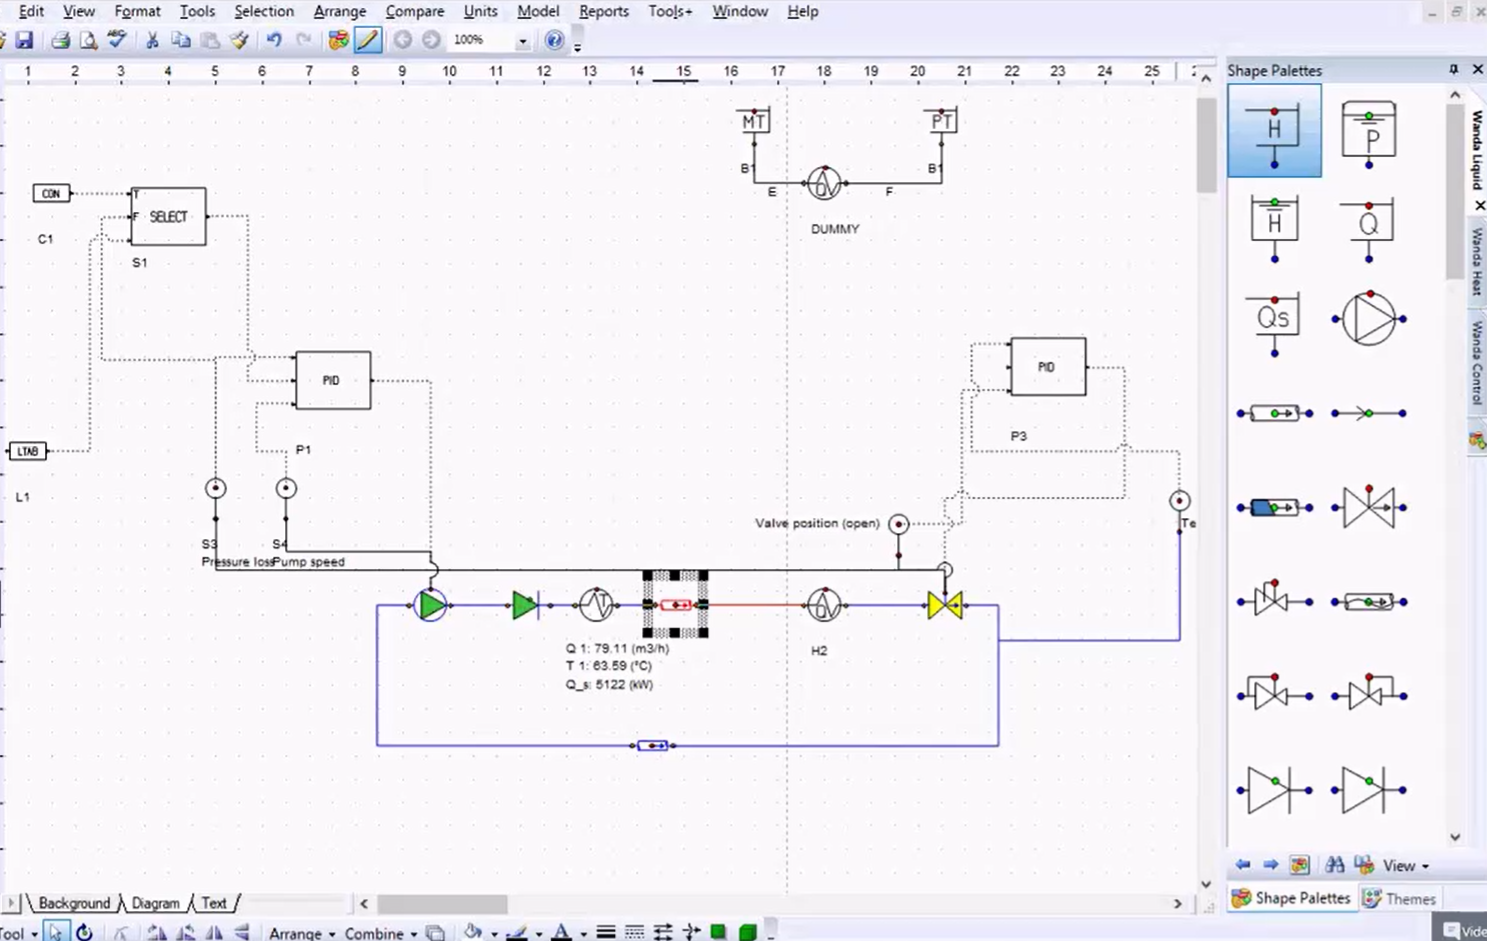 Edit View Format Tools Selection Arrange Compare Units Model Reports Tools+ Window Help
100%
1 2 3 4 5 6 7 8 9 10 11 12 13 14 15 16 17 18 19 20 21 22 23 24 25
Shape Palettes
MT PT
B1 B1
E F
DUMMY
CON
T
F SELECT
C1
S1
PID
PID
P3
P1
LTAB
L1
Valve position (open)
Te
S3 S4
Pressure loss Pump speed
H2
Q 1: 79.11 (m3/h)
T 1: 63.59 (°C)
Q_s: 5122 (kW)
H P
H Q
Qs
Wanda Liquid
Wanda Heat
Wanda Control
View
Background Diagram Text
Shape Palettes Themes
Tool Arrange Combine A
Vide